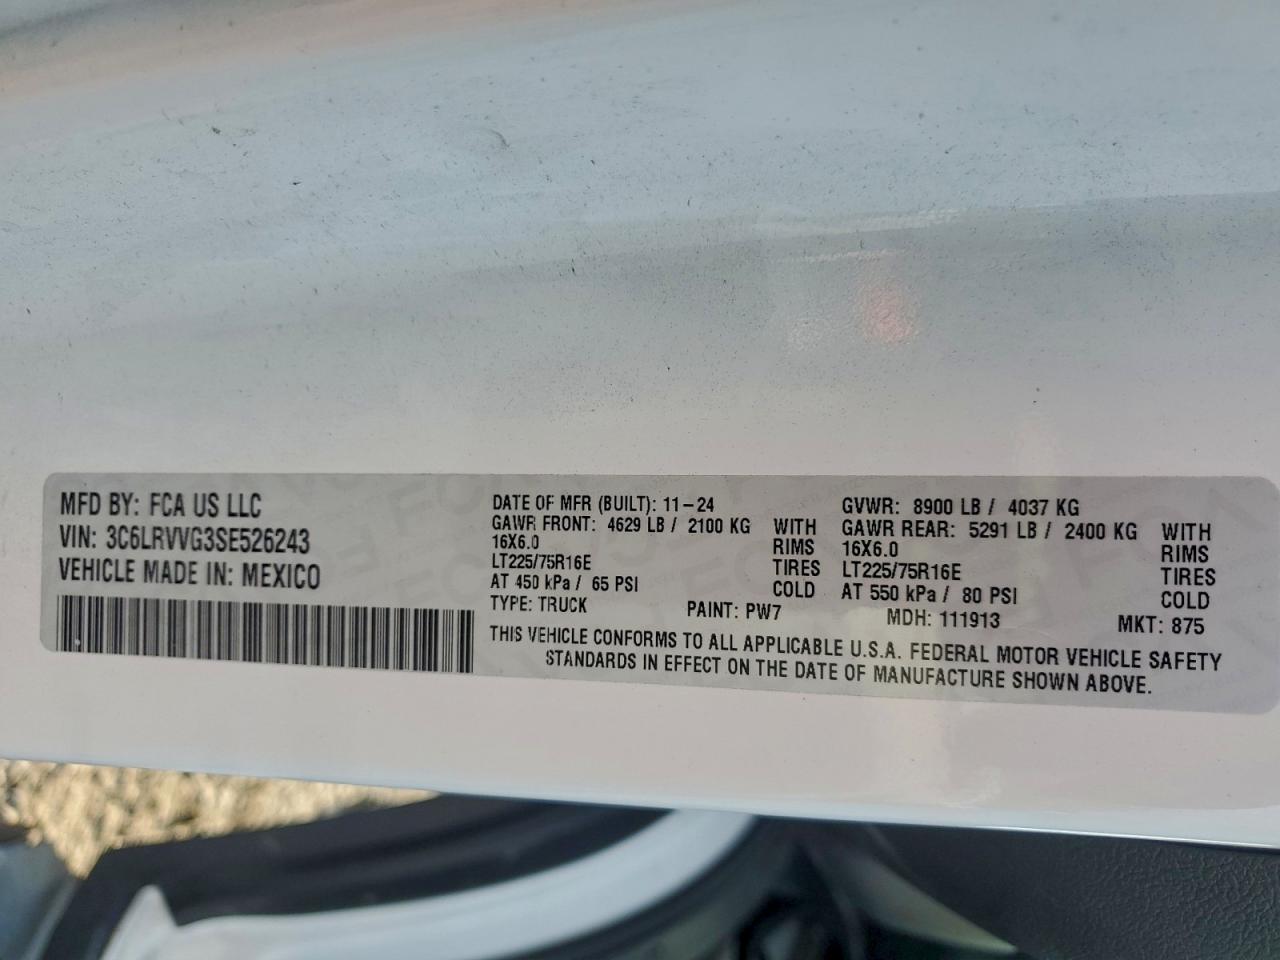 MFD BY: FCA US LLC
VIN: 3C6LRVVG3SE526243
VEHICLE MADE IN: MEXICO
DATE OF MFR (BUILT): 11-24
GAWR FRONT: 4629 LB / 2100 KG WITH
16X6.0 RIMS
LT225/75R16E TIRES
AT 450 kPa / 65 PSI COLD
GVWR: 8900 LB / 4037 KG
GAWR REAR: 5291 LB / 2400 KG WITH
16X6.0 RIMS
LT225/75R16E TIRES
AT 550 kPa / 80 PSI COLD
TYPE: TRUCK PAINT: PW7 MDH: 111913 MKT: 875
THIS VEHICLE CONFORMS TO ALL APPLICABLE U.S.A. FEDERAL MOTOR VEHICLE SAFETY
STANDARDS IN EFFECT ON THE DATE OF MANUFACTURE SHOWN ABOVE.